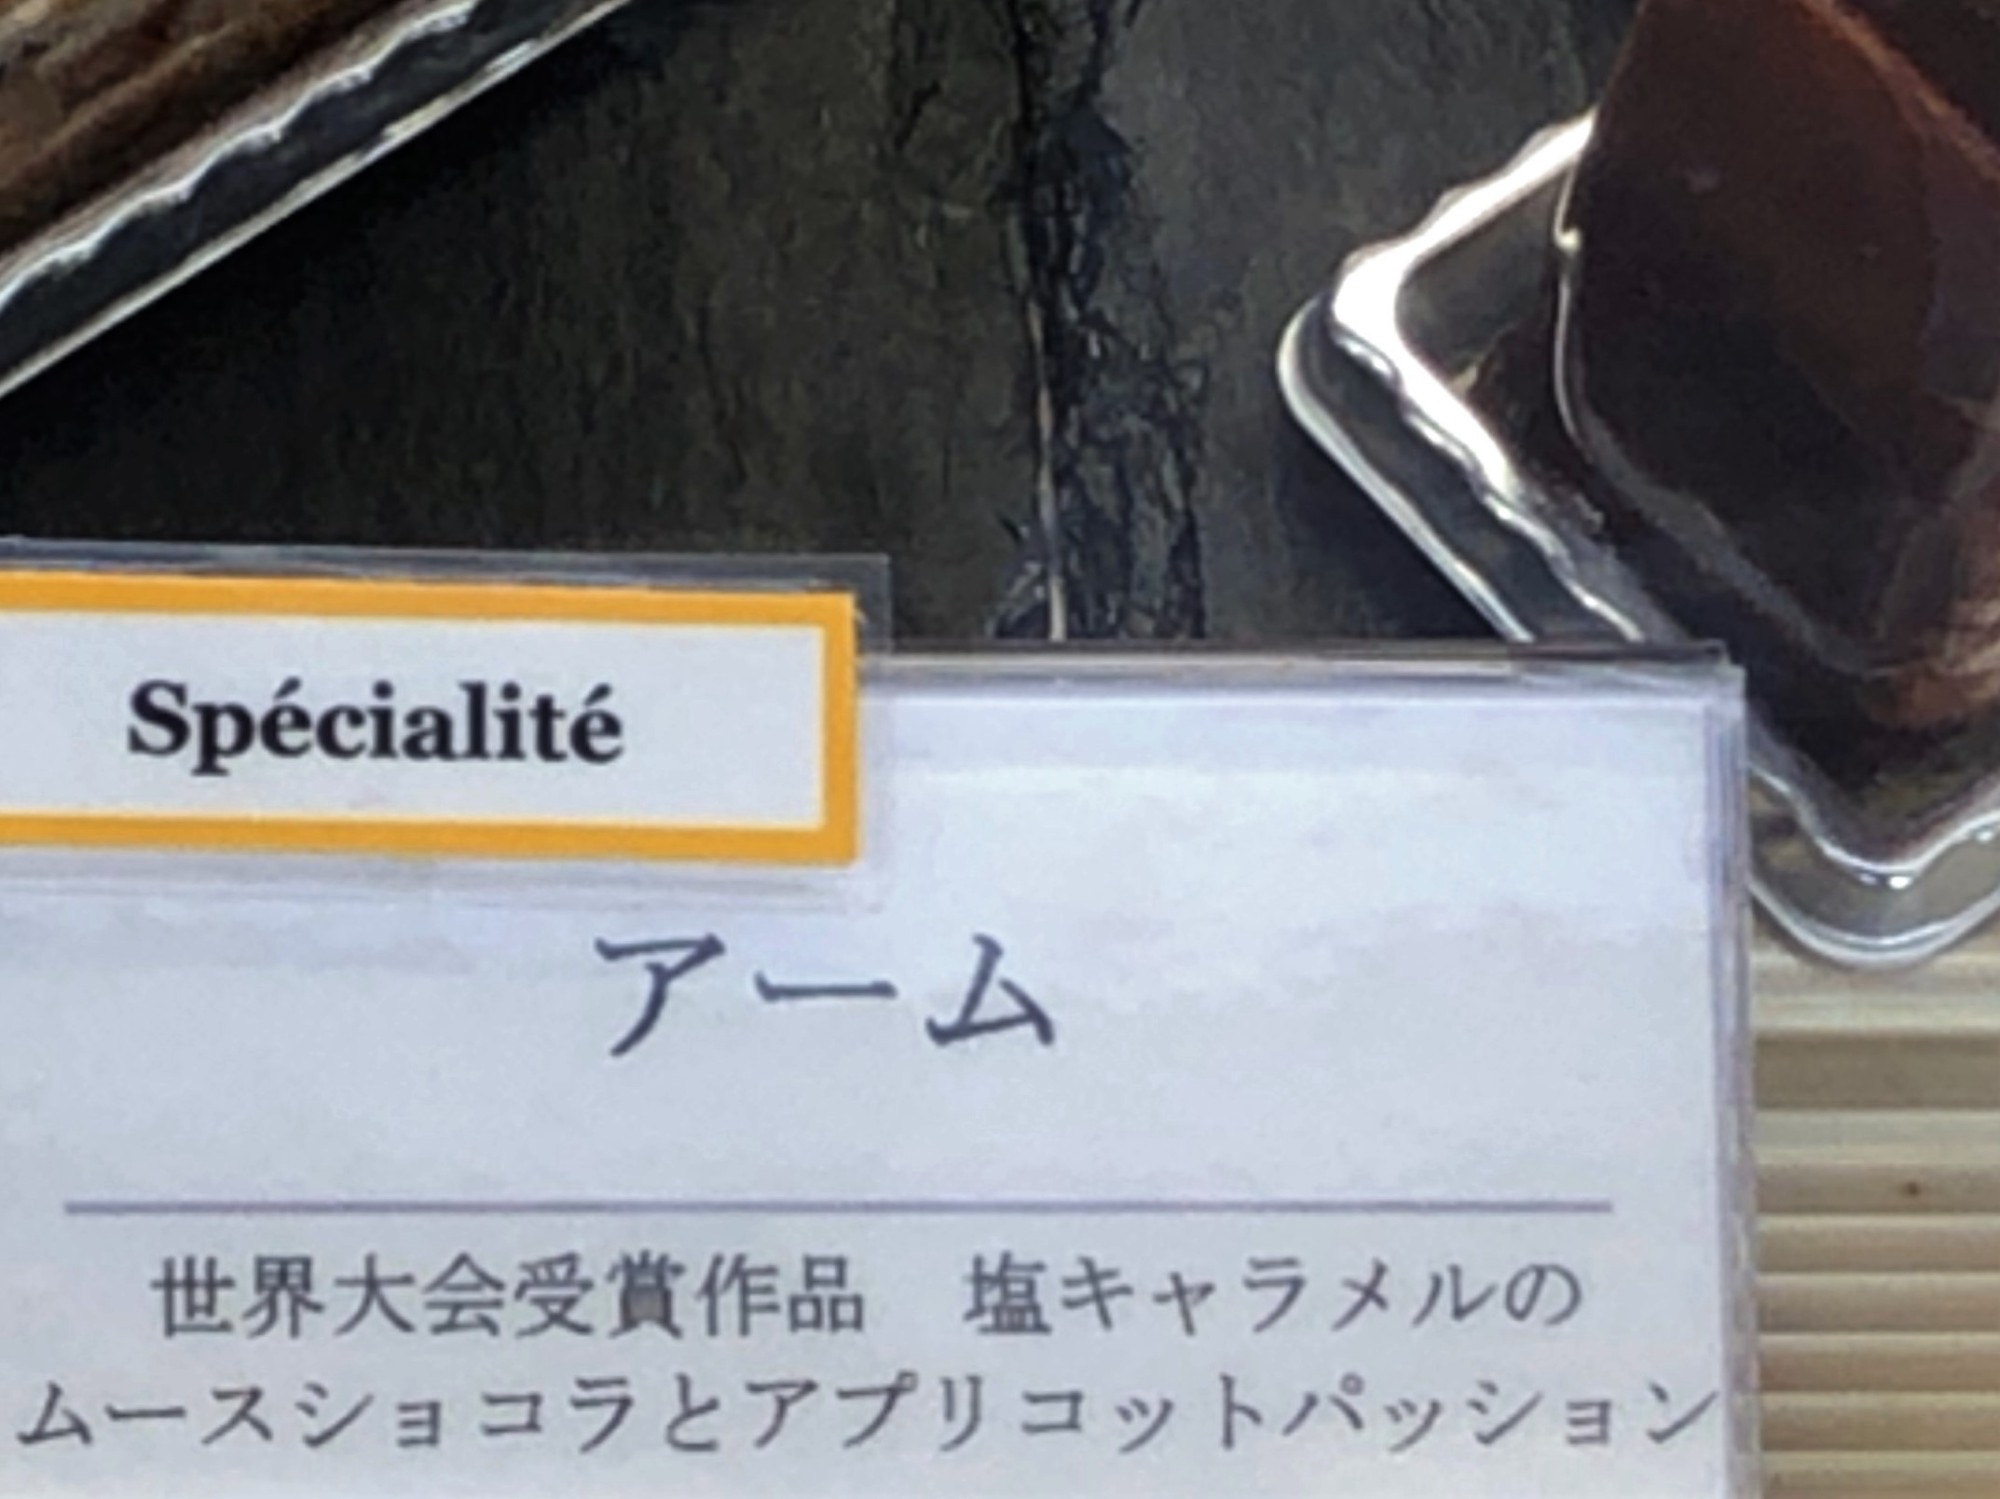 Spécialité
アーム
世界大会受賞作品　塩キャラメルの
ムースショコラとアプリコットパッション